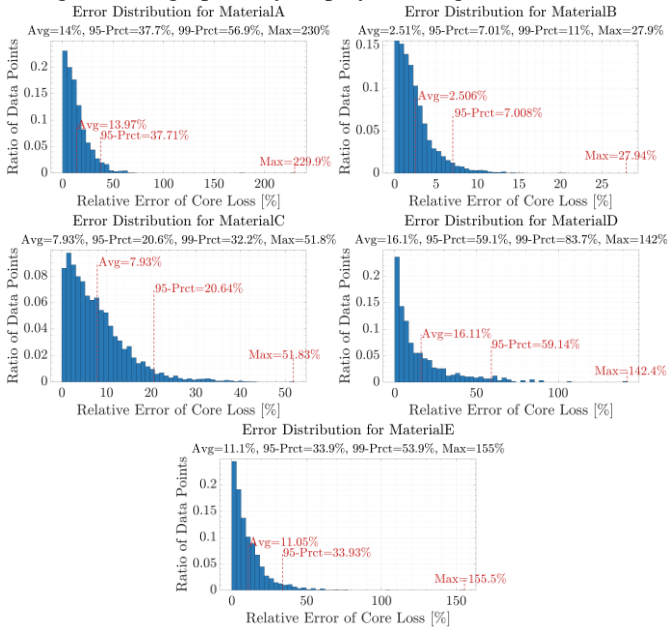 Error Distribution for MaterialA
Avg=14%, 95-Prct=37.7%, 99-Prct=56.9%, Max=230%
Ratio of Data Points
0.2
0.15
0.1
0.05
0
Avg=13.97%
95-Prct=37.71%
Max=229.9%
0 50 100 150 200
Relative Error of Core Loss [%]
Error Distribution for MaterialB
Avg=2.51%, 95-Prct=7.01%, 99-Prct=11%, Max=27.9%
Ratio of Data Points
0.15
0.1
0.05
0
Avg=2.506%
95-Prct=7.008%
Max=27.94%
0 5 10 15 20 25
Relative Error of Core Loss [%]
Error Distribution for MaterialC
Avg=7.93%, 95-Prct=20.6%, 99-Prct=32.2%, Max=51.8%
Ratio of Data Points
0.08
0.06
0.04
0.02
0
Avg=7.93%
95-Prct=20.64%
Max=51.83%
0 10 20 30 40 50
Relative Error of Core Loss [%]
Error Distribution for MaterialD
Avg=16.1%, 95-Prct=59.1%, 99-Prct=83.7%, Max=142%
Ratio of Data Points
0.2
0.15
0.1
0.05
0
Avg=16.11%
95-Prct=59.14%
Max=142.4%
0 50 100
Relative Error of Core Loss [%]
Error Distribution for MaterialE
Avg=11.1%, 95-Prct=33.9%, 99-Prct=53.9%, Max=155%
Ratio of Data Points
0.2
0.15
0.1
0.05
0
Avg=11.05%
95-Prct=33.93%
Max=155.5%
0 50 100 150
Relative Error of Core Loss [%]